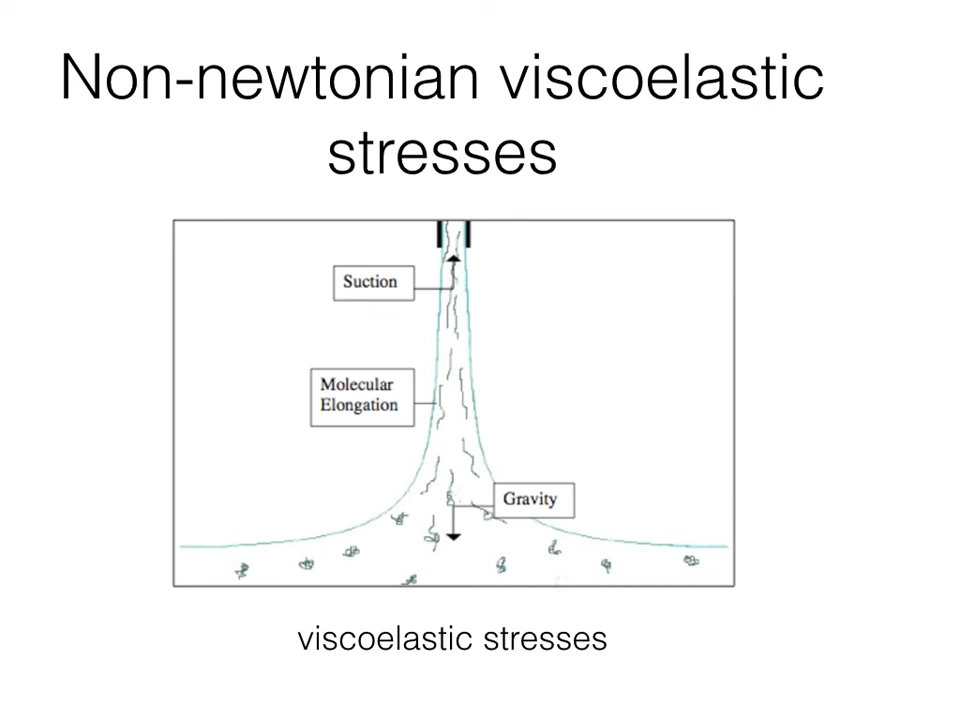 Non-newtonian viscoelastic
stresses
Suction
Molecular
Elongation
Gravity
viscoelastic stresses